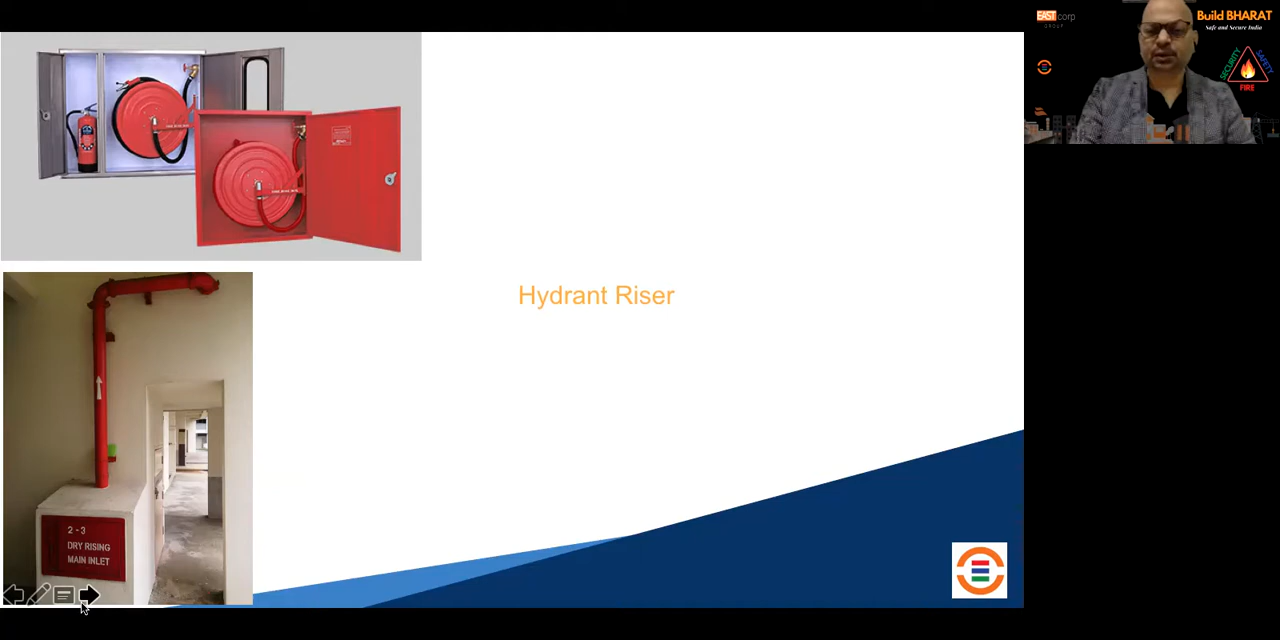 Hydrant Riser
2 - 3
DRY RISING
MAIN INLET
EAST corp
GROUP
Build BHARAT
Safe and Secure India
SECURITY
SAFETY
FIRE